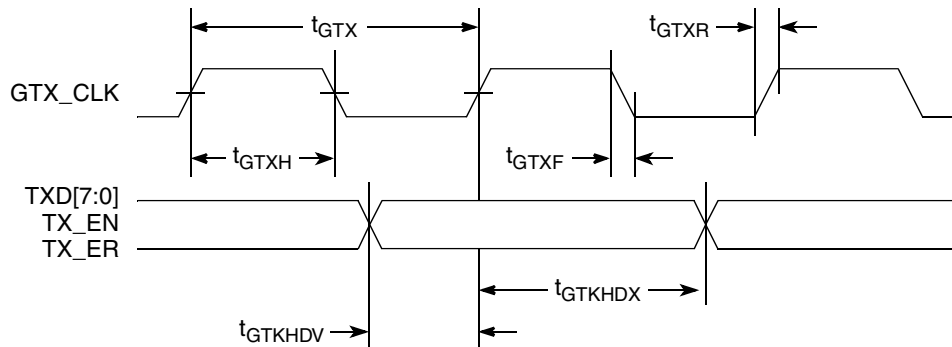 tGTX
tGTXR
GTX_CLK
tGTXH
tGTXF
TXD[7:0]
TX_EN
TX_ER
tGTKHDX
tGTKHDV